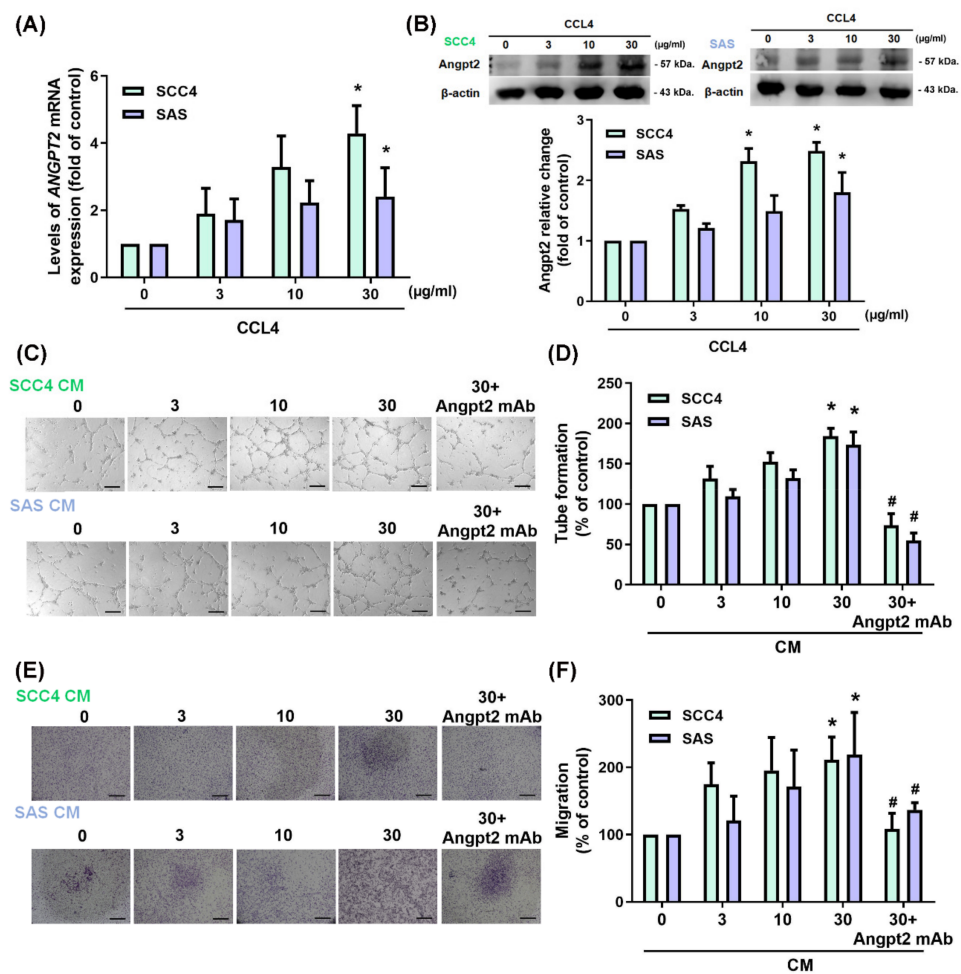 (A)
Levels of ANGPT2 mRNA
expression (fold of control)
6
4
2
0
SCC4
SAS
*
*
0 3 10 30 (μg/ml)
CCL4
(B)
CCL4
SCC4 0 3 10 30 (μg/ml)
Angpt2 - 57 kDa.
β-actin - 43 kDa.
CCL4
SAS 0 3 10 30 (μg/ml)
Angpt2 - 57 kDa.
β-actin - 43 kDa.
Angpt2 relative change
(fold of control)
3
2
1
0
SCC4
SAS
*
*
*
0 3 10 30 (μg/ml)
CCL4
(C)
SCC4 CM
0 3 10 30 30+
Angpt2 mAb
SAS CM
0 3 10 30 30+
Angpt2 mAb
(D)
Tube formation
(% of control)
250
200
150
100
50
0
SCC4
SAS
* *
# #
0 3 10 30 30+
Angpt2 mAb
CM
(E)
SCC4 CM
0 3 10 30 30+
Angpt2 mAb
SAS CM
0 3 10 30 30+
Angpt2 mAb
(F)
Migration
(% of control)
300
200
100
0
SCC4
SAS
* *
# #
0 3 10 30 30+
Angpt2 mAb
CM